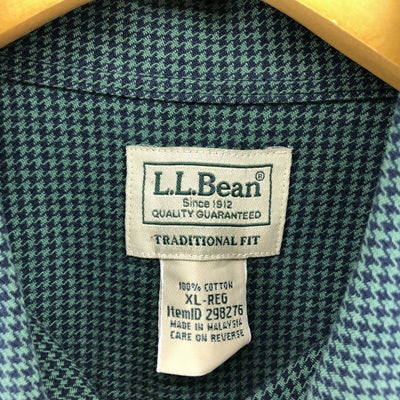 L.L.Bean®
Since 1912
QUALITY GUARANTEED
TRADITIONAL FIT
100% COTTON
XL-REG
ItemID 298276
MADE IN MALAYSIA
CARE ON REVERSE